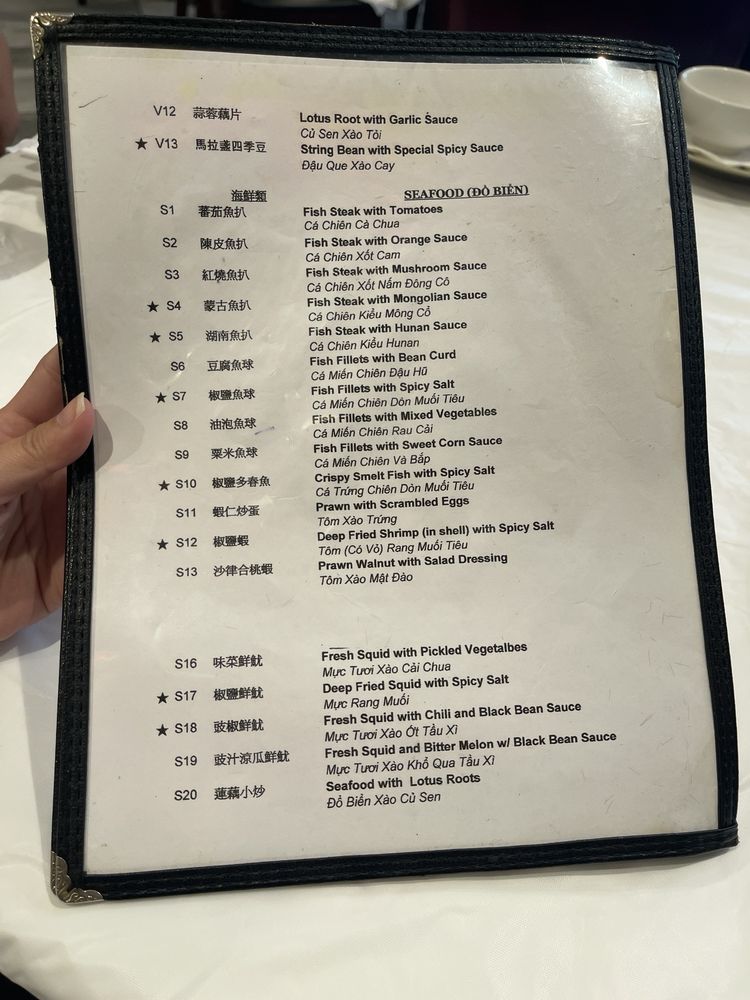 V12 蒜蓉藕片 Lotus Root with Garlic Sauce
Củ Sen Xào Tỏi
★ V13 馬拉盞四季豆 String Bean with Special Spicy Sauce
Đậu Que Xào Cay
海鮮類 SEAFOOD (ĐỒ BIỂN)
S1 蕃茄魚扒 Fish Steak with Tomatoes
Cá Chiên Cà Chua
S2 陳皮魚扒 Fish Steak with Orange Sauce
Cá Chiên Xốt Cam
S3 紅燒魚扒 Fish Steak with Mushroom Sauce
Cá Chiên Xốt Nấm Đông Cô
★ S4 蒙古魚扒 Fish Steak with Mongolian Sauce
Cá Chiên Kiểu Mông Cổ
★ S5 湖南魚扒 Fish Steak with Hunan Sauce
Cá Chiên Kiểu Hunan
S6 豆腐魚球 Fish Fillets with Bean Curd
Cá Miến Chiên Đậu Hũ
★ S7 椒鹽魚球 Fish Fillets with Spicy Salt
Cá Miến Chiên Dòn Muối Tiêu
S8 油泡魚球 Fish Fillets with Mixed Vegetables
Cá Miến Chiên Rau Cải
S9 粟米魚球 Fish Fillets with Sweet Corn Sauce
Cá Miến Chiên Và Bắp
★ S10 椒鹽多春魚 Crispy Smelt Fish with Spicy Salt
Cá Trứng Chiên Dòn Muối Tiêu
S11 蝦仁炒蛋 Prawn with Scrambled Eggs
Tôm Xào Trứng
★ S12 椒鹽蝦 Deep Fried Shrimp (in shell) with Spicy Salt
Tôm (Có Vỏ) Rang Muối Tiêu
S13 沙律合桃蝦 Prawn Walnut with Salad Dressing
Tôm Xào Mật Đào
S16 味菜鮮魷 Fresh Squid with Pickled Vegetalbes
Mực Tươi Xào Cải Chua
★ S17 椒鹽鮮魷 Deep Fried Squid with Spicy Salt
Mực Rang Muối
★ S18 豉椒鮮魷 Fresh Squid with Chili and Black Bean Sauce
Mực Tươi Xào Ớt Tầu Xì
S19 豉汁涼瓜鮮魷 Fresh Squid and Bitter Melon w/ Black Bean Sauce
Mực Tươi Xào Khổ Qua Tầu Xì
S20 蓮藕小炒 Seafood with Lotus Roots
Đồ Biển Xào Củ Sen